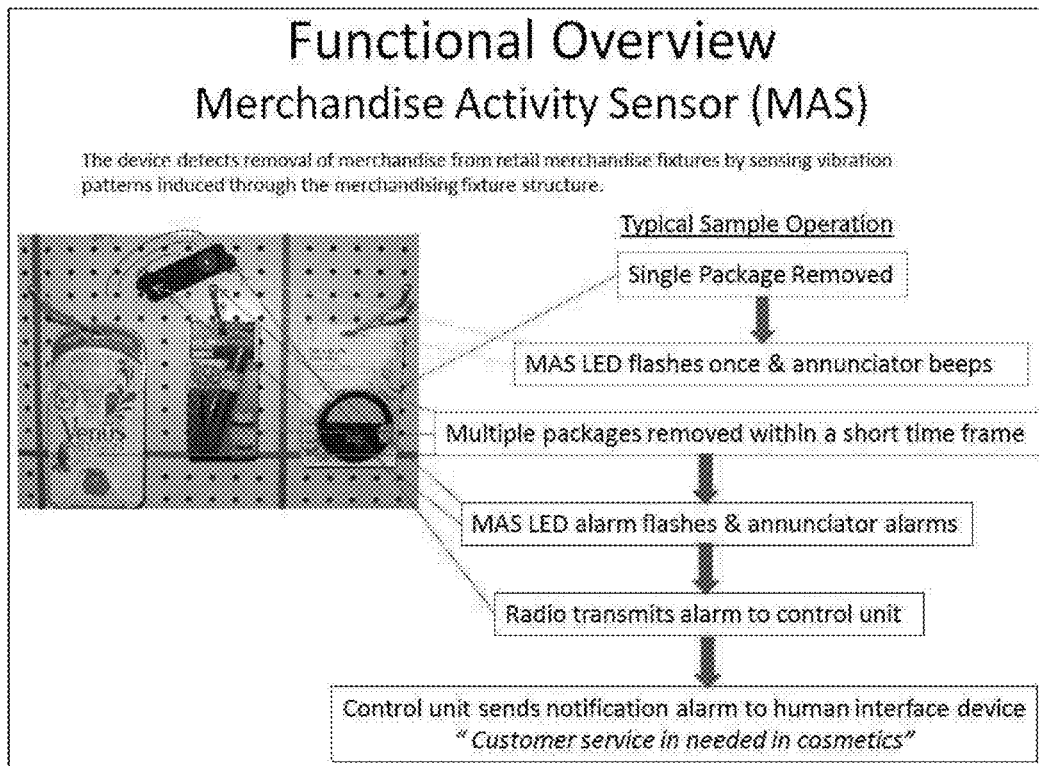 Functional Overview
Merchandise Activity Sensor (MAS)
The device detects removal of merchandise from retail merchandise fixtures by sensing vibration
patterns induced through the merchandising fixture structure.
Typical Sample Operation
Single Package Removed
MAS LED flashes once & annunciator beeps
Multiple packages removed within a short time frame
MAS LED alarm flashes & annunciator alarms
Radio transmits alarm to control unit
Control unit sends notification alarm to human interface device
" Customer service in needed in cosmetics"